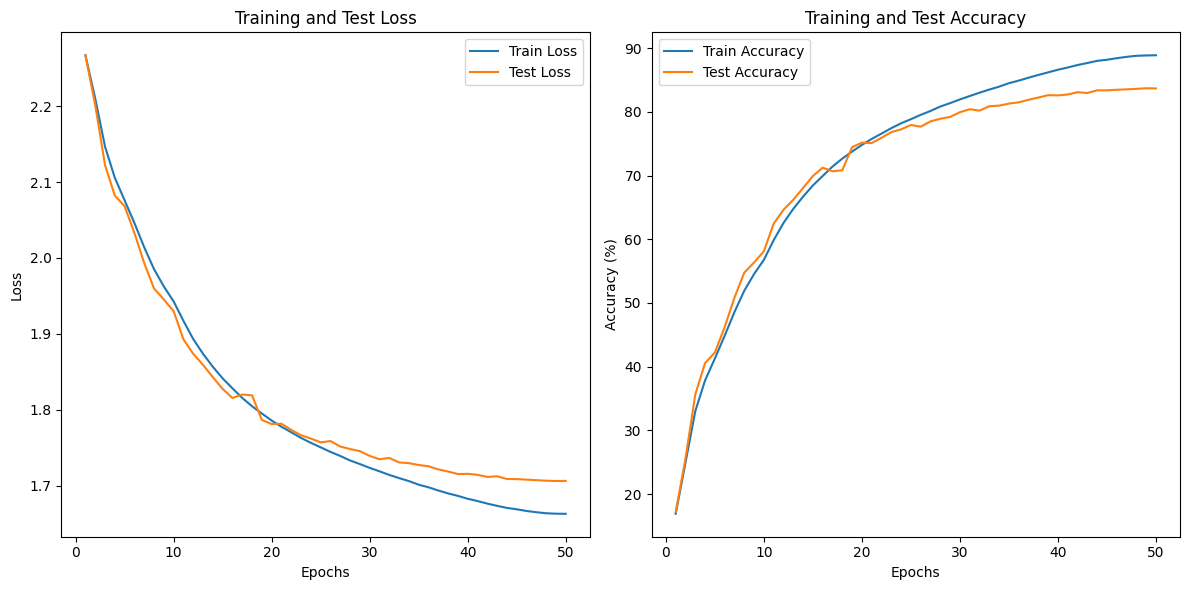 Training and Test Loss
Train Loss
Test Loss
2.2
2.1
2.0
1.9
1.8
1.7
Loss
0
10
20
30
40
50
Epochs
Training and Test Accuracy
Train Accuracy
Test Accuracy
90
80
70
60
50
40
30
20
Accuracy (%)
0
10
20
30
40
50
Epochs